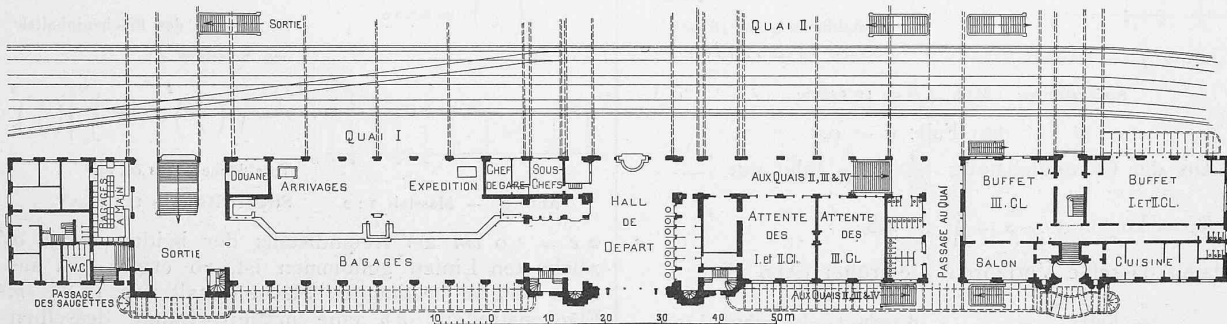 SORTIE
QUAI II.
QUAI I
BAGAGES
A MAIN
DOUANE
ARRIVAGES
EXPEDITION
CHEF
DE GARE
SOUS-
CHEFS
HALL
DE
DEPART
AUX QUAIS II, III & IV
BUFFET
III. CL
BUFFET
I. ET II. CL.
ATTENTE
DES
I. et II. Cl.
ATTENTE
DES
III. CL.
PASSAGE AU QUAI
SORTIE
W.C
BAGAGES
SALON
CUISINE
PASSAGE
DES SAUGETTES
AUX QUAIS II, III & IV
10 0 10 20 30 40 50 m